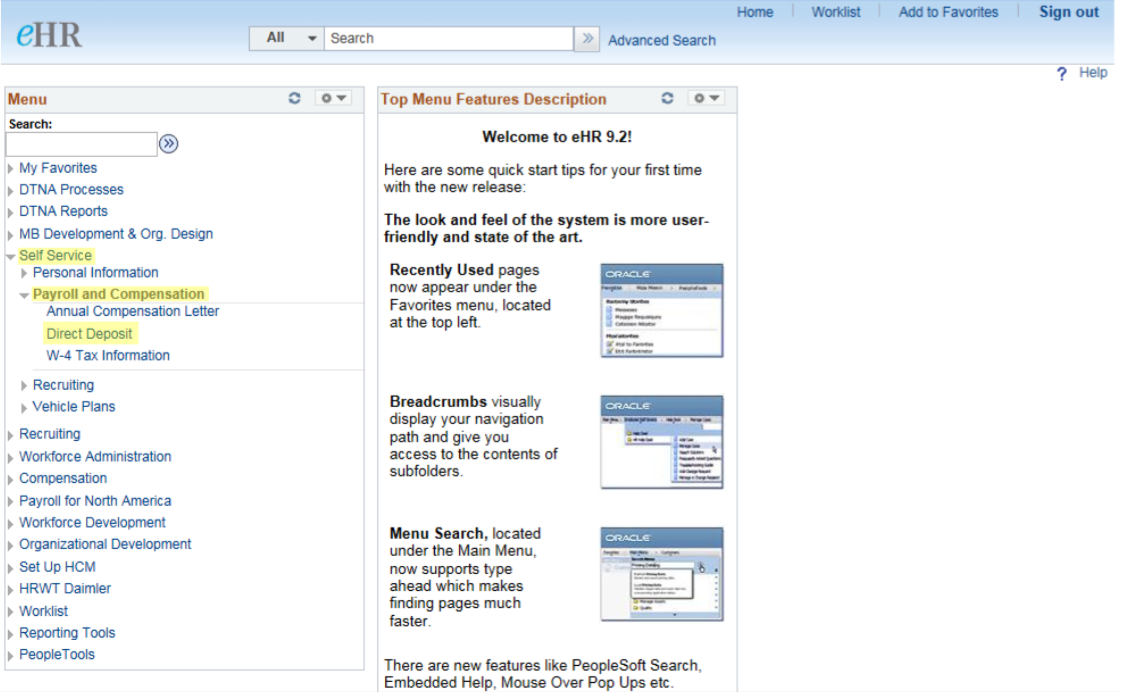 Home Worklist Add to Favorites Sign out
eHR
All Search Advanced Search
? Help
Menu
Search:
My Favorites
DTNA Processes
DTNA Reports
MB Development & Org. Design
Self Service
Personal Information
Payroll and Compensation
Annual Compensation Letter
Direct Deposit
W-4 Tax Information
Recruiting
Vehicle Plans
Recruiting
Workforce Administration
Compensation
Payroll for North America
Workforce Development
Organizational Development
Set Up HCM
HRWT Daimler
Worklist
Reporting Tools
PeopleTools
Top Menu Features Description
Welcome to eHR 9.2!
Here are some quick start tips for your first time
with the new release:
The look and feel of the system is more user-
friendly and state of the art.
Recently Used pages
now appear under the
Favorites menu, located
at the top left.
ORACLE
Breadcrumbs visually
display your navigation
path and give you
access to the contents of
subfolders.
ORACLE
Menu Search, located
under the Main Menu,
now supports type
ahead which makes
finding pages much
faster.
ORACLE
There are new features like PeopleSoft Search,
Embedded Help, Mouse Over Pop Ups etc.